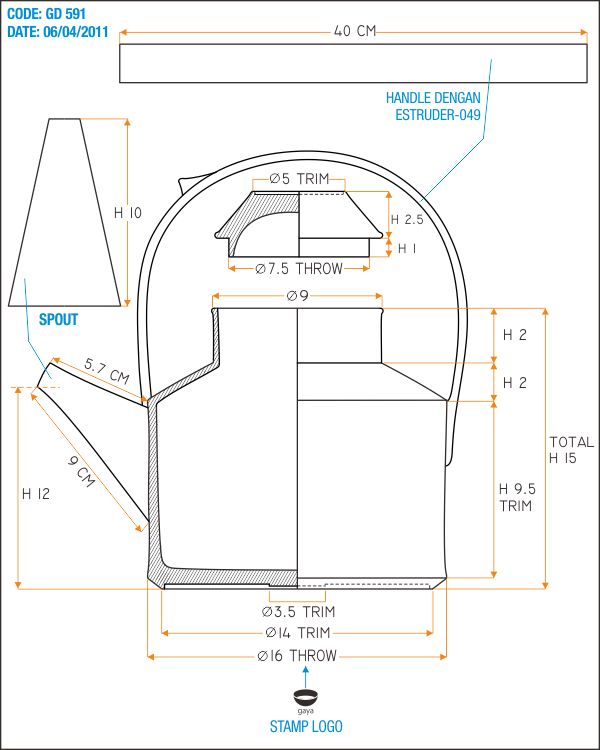 CODE: GD 591
DATE: 06/04/2011
40 CM
HANDLE DENGAN
ESTRUDER-049
H 10
SPOUT
Ø5 TRIM
H 2.5
H 1
Ø7.5 THROW
Ø9
5.7 CM
9 CM
H 12
H 2
H 2
H 9.5
TRIM
TOTAL
H 15
Ø3.5 TRIM
Ø14 TRIM
Ø16 THROW
gaya
STAMP LOGO